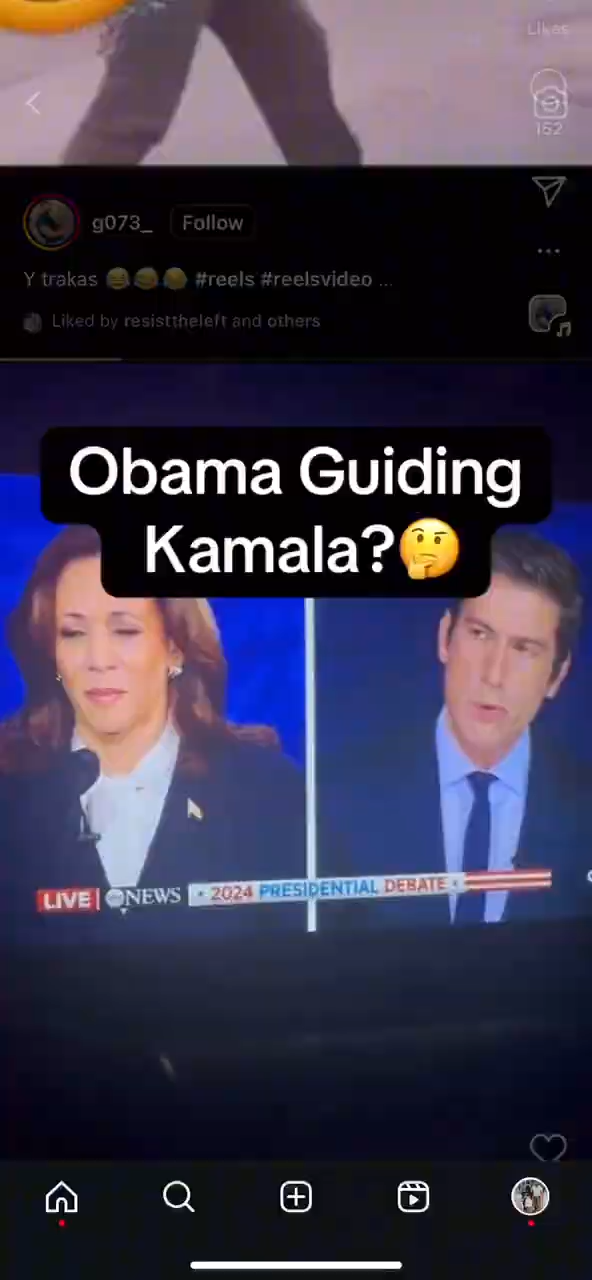 Likes
152
g073_ Follow
Y trakas 😂😂😂 #reels #reelsvideo ...
Liked by resisttheleft and others
Obama Guiding
Kamala?🤔
LIVE | abc NEWS 2024 PRESIDENTIAL DEBATE